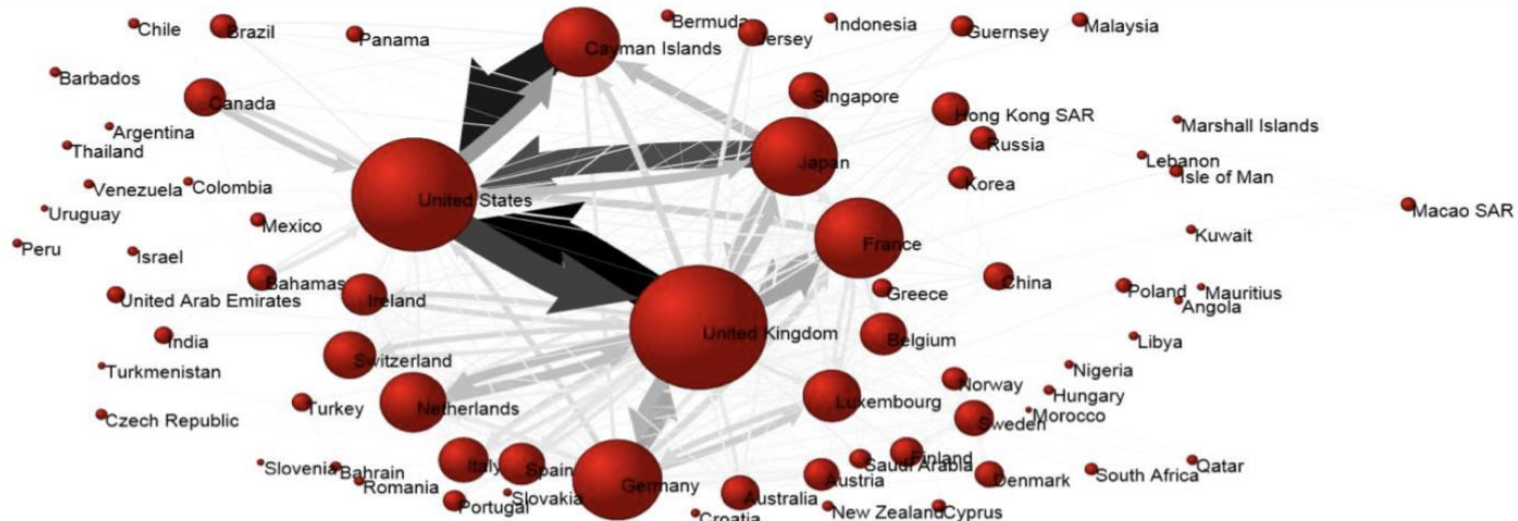 Chile
Brazil
Panama
Cayman Islands
Bermuda
Jersey
Indonesia
Guernsey
Malaysia
Barbados
Canada
Singapore
Hong Kong SAR
Argentina
Marshall Islands
Thailand
Russia
Japan
Lebanon
Isle of Man
Venezuela
Colombia
Korea
United States
Uruguay
Macao SAR
Mexico
Kuwait
Peru
France
Israel
Bahamas
China
Greece
Poland
Mauritius
United Arab Emirates
Ireland
Angola
United Kingdom
India
Belgium
Libya
Switzerland
Turkmenistan
Nigeria
Norway
Hungary
Turkey
Netherlands
Luxembourg
Morocco
Czech Republic
Sweden
Slovenia
Bahrain
Italy
Spain
Saudi Arabia
Finland
Qatar
Romania
Germany
Austria
Denmark
South Africa
Portugal
Slovakia
Australia
Croatia
New Zealand
Cyprus